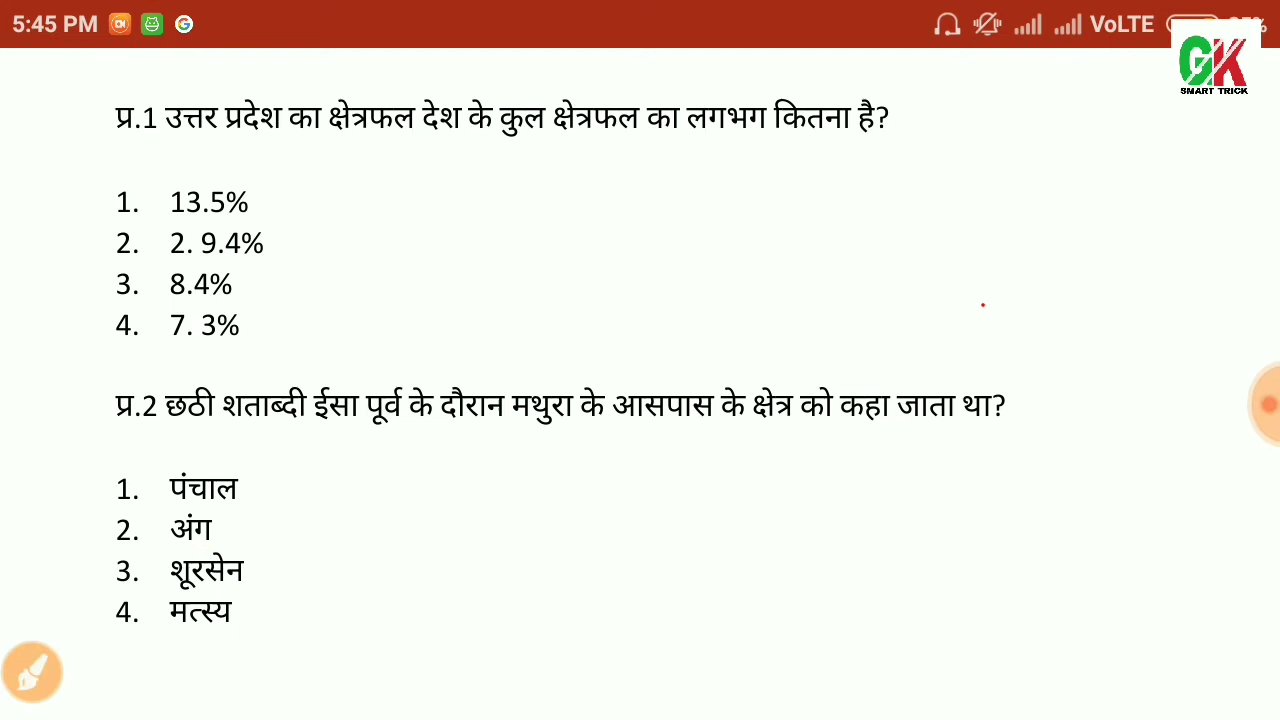 5:45 PM VoLTE
GK
SMART TRICK
प्र.1 उत्तर प्रदेश का क्षेत्रफल देश के कुल क्षेत्रफल का लगभग कितना है?
1. 13.5%
2. 2. 9.4%
3. 8.4%
4. 7. 3%
प्र.2 छठी शताब्दी ईसा पूर्व के दौरान मथुरा के आसपास के क्षेत्र को कहा जाता था?
1. पंचाल
2. अंग
3. शूरसेन
4. मत्स्य